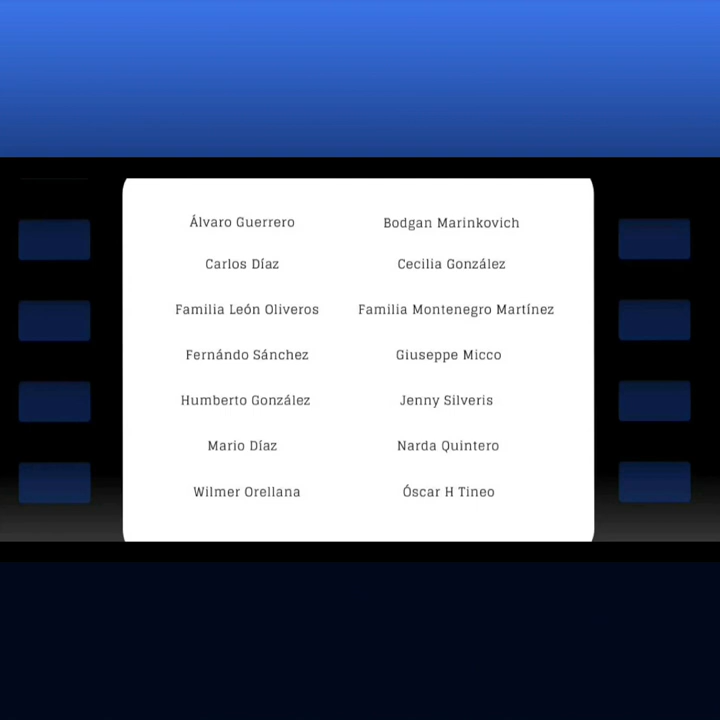 Álvaro Guerrero
Bodgan Marinkovich
Carlos Díaz
Cecilia González
Familia León Oliveros
Familia Montenegro Martínez
Fernándo Sánchez
Giuseppe Micco
Humberto González
Jenny Silveris
Mario Díaz
Narda Quintero
Wilmer Orellana
Óscar H Tineo